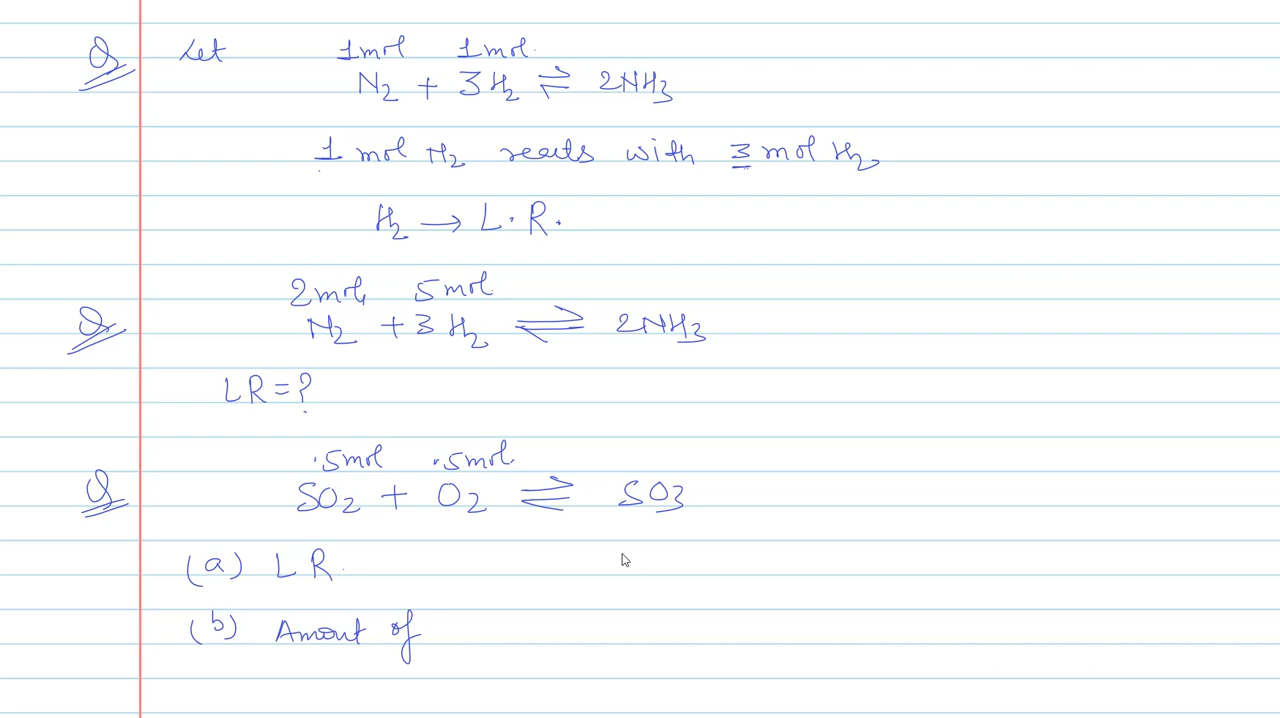 Q Let 1mol 1mol.
N2 + 3H2 ⇌ 2NH3
1 mol N2 reacts with 3 mol H2
H2 → L.R.
2mol 5mol
Q N2 + 3H2 ⇌ 2NH3
LR = ?
.5mol .5mol
Q SO2 + O2 ⇌ SO3
(a) LR.
(b) Amount of